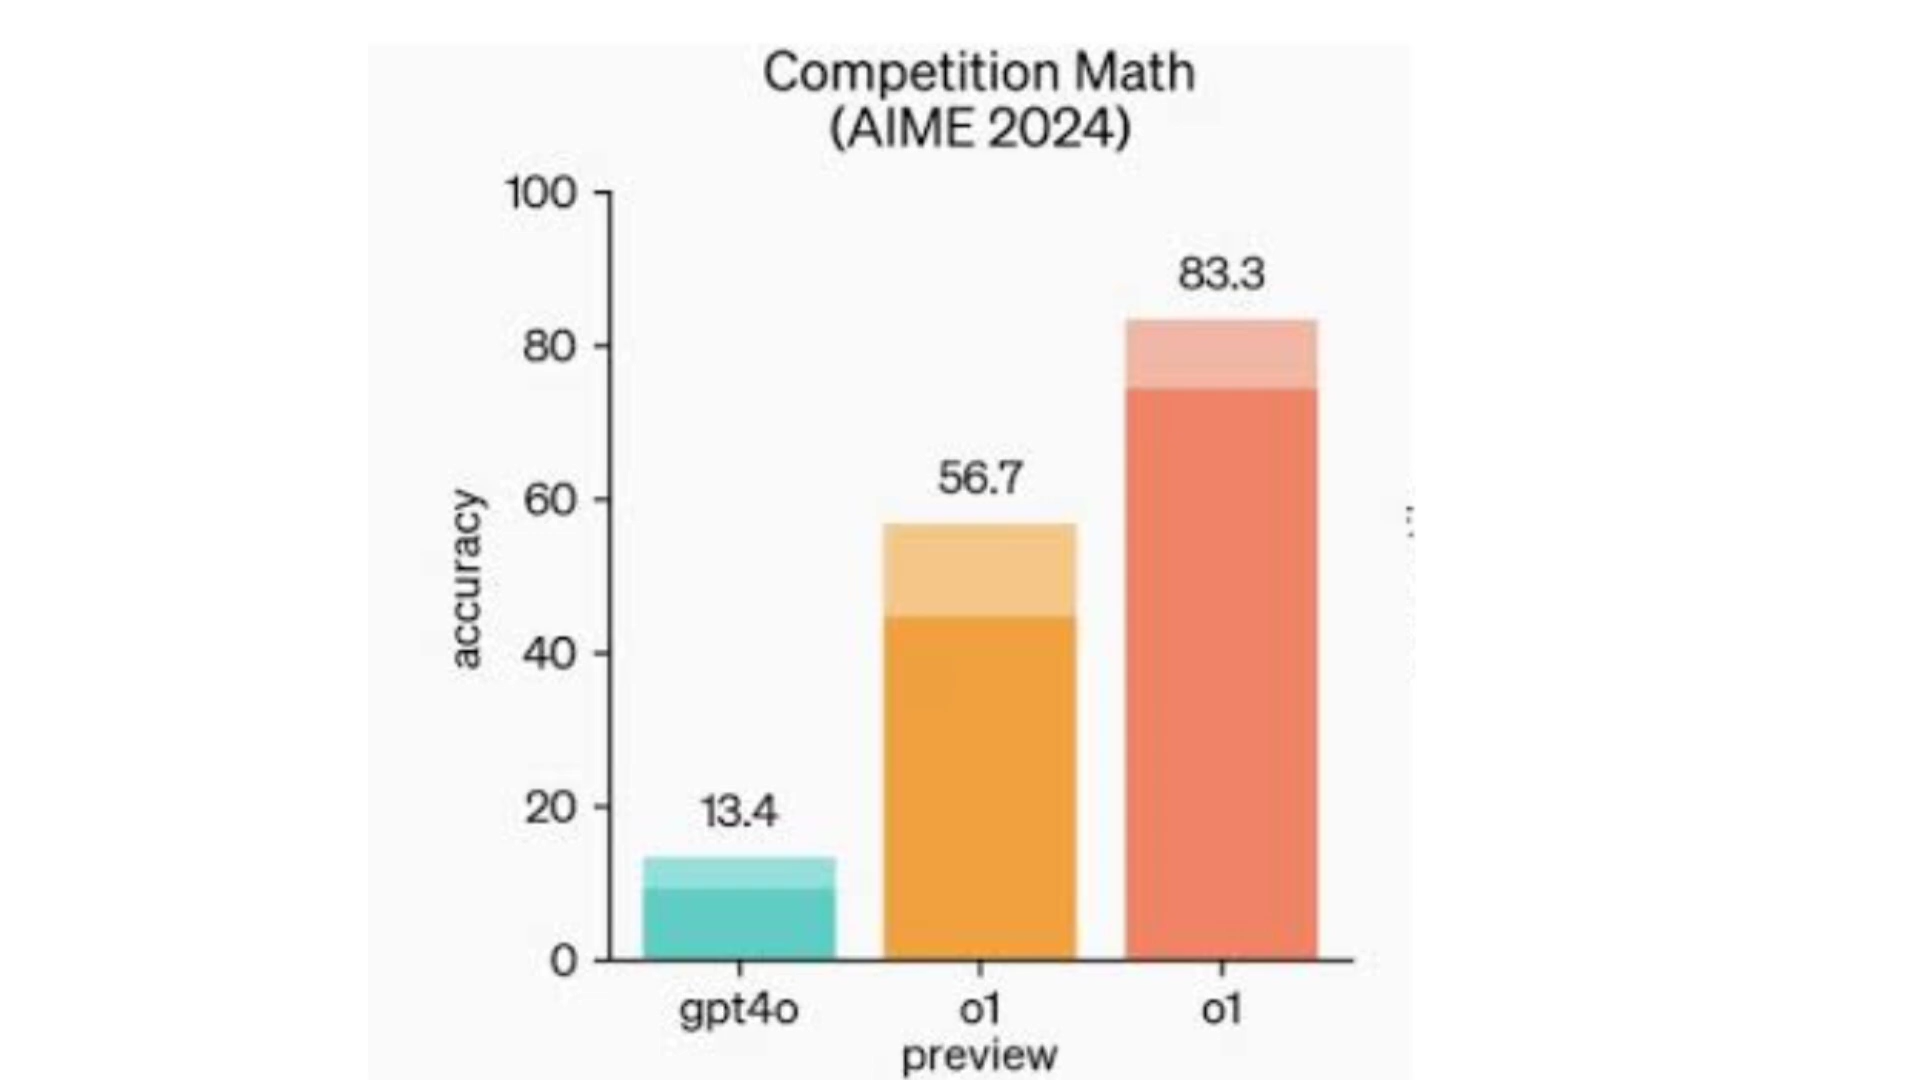 Competition Math
(AIME 2024)
100
80
60
40
20
0
accuracy
13.4
56.7
83.3
gpt4o
o1
preview
o1